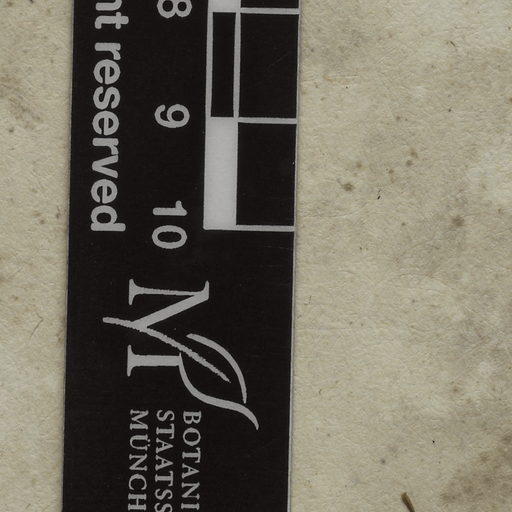 nt reserved
8 9 10
M
BOTANI
STAATSS
MÜNCH